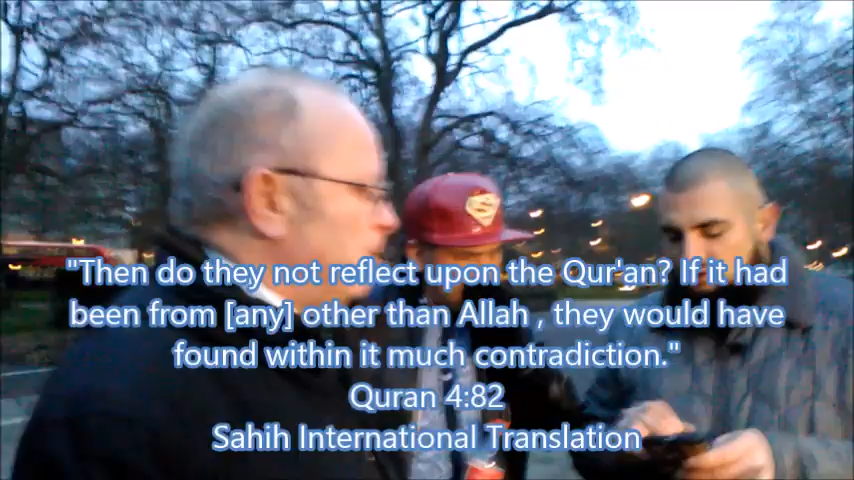 "Then do they not reflect upon the Qur'an? If it had
been from [any] other than Allah , they would have
found within it much contradiction."
Quran 4:82
Sahih International Translation